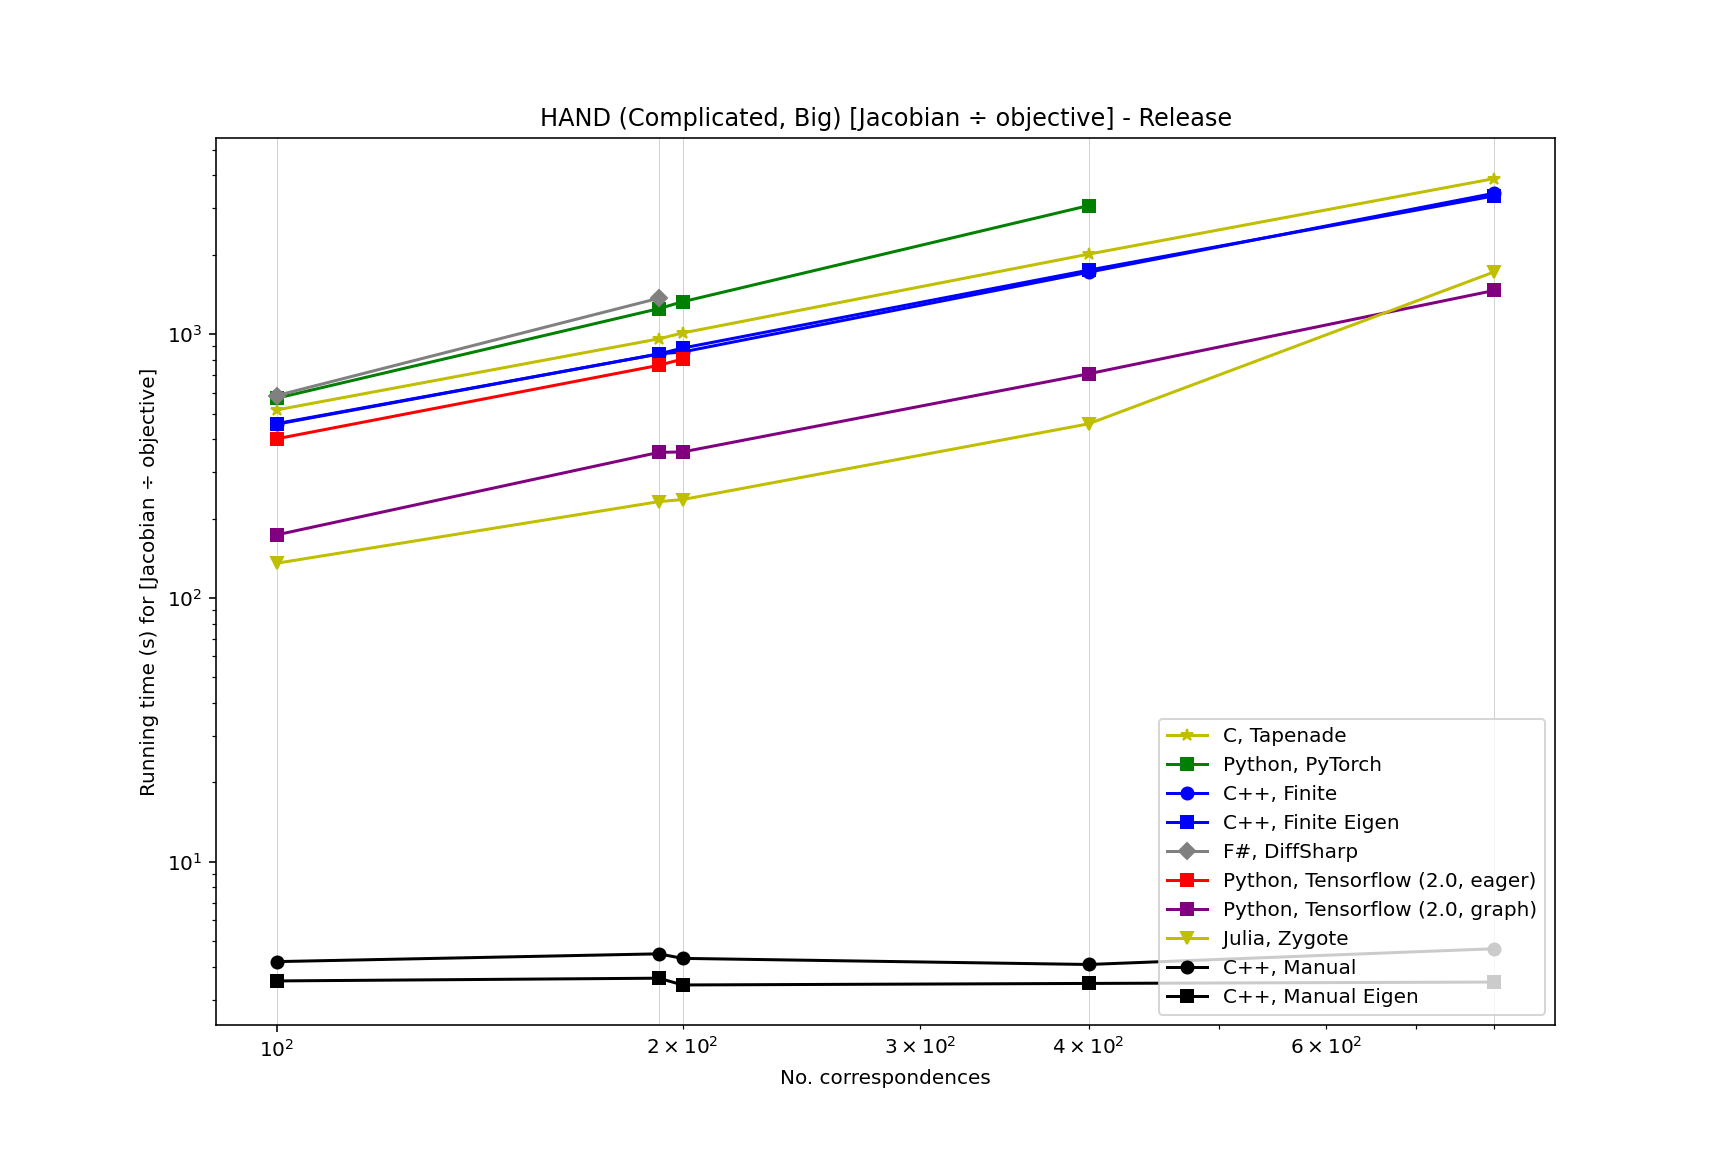 HAND (Complicated, Big) [Jacobian ÷ objective] - Release
Running time (s) for [Jacobian ÷ objective]
10³
10²
10¹
C, Tapenade
Python, PyTorch
C++, Finite
C++, Finite Eigen
F#, DiffSharp
Python, Tensorflow (2.0, eager)
Python, Tensorflow (2.0, graph)
Julia, Zygote
C++, Manual
C++, Manual Eigen
10² 2 × 10² 3 × 10² 4 × 10² 6 × 10²
No. correspondences